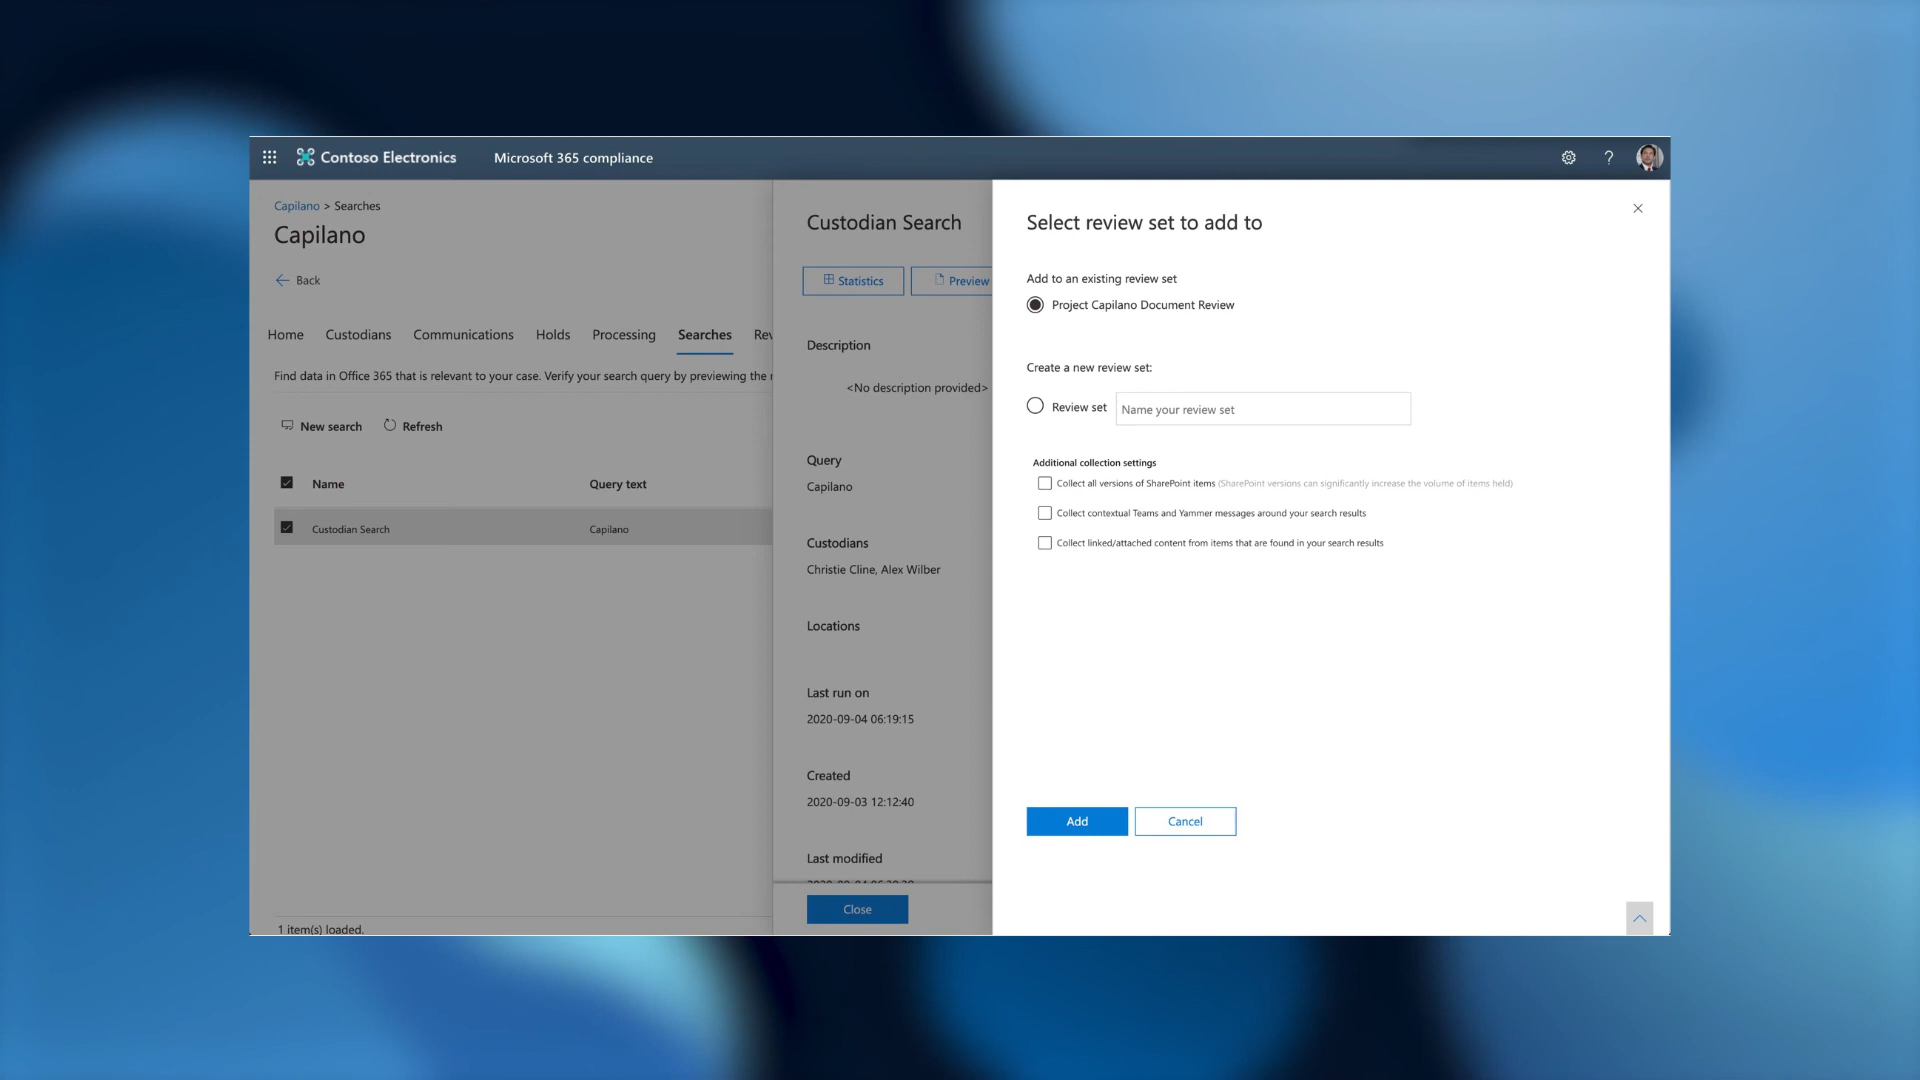 Contoso Electronics
Microsoft 365 compliance
?
Capilano > Searches
Capilano
Back
Home Custodians Communications Holds Processing Searches Rev
Find data in Office 365 that is relevant to your case. Verify your search query by previewing the r
New search Refresh
Name Query text
Custodian Search Capilano
1 item(s) loaded.
Custodian Search
Statistics Preview
Description
<No description provided>
Query
Capilano
Custodians
Christie Cline, Alex Wilber
Locations
Last run on
2020-09-04 06:19:15
Created
2020-09-03 12:12:40
Last modified
Close
Select review set to add to
Add to an existing review set
Project Capilano Document Review
Create a new review set:
Review set Name your review set
Additional collection settings
Collect all versions of SharePoint items (SharePoint versions can significantly increase the volume of items held)
Collect contextual Teams and Yammer messages around your search results
Collect linked/attached content from items that are found in your search results
Add Cancel